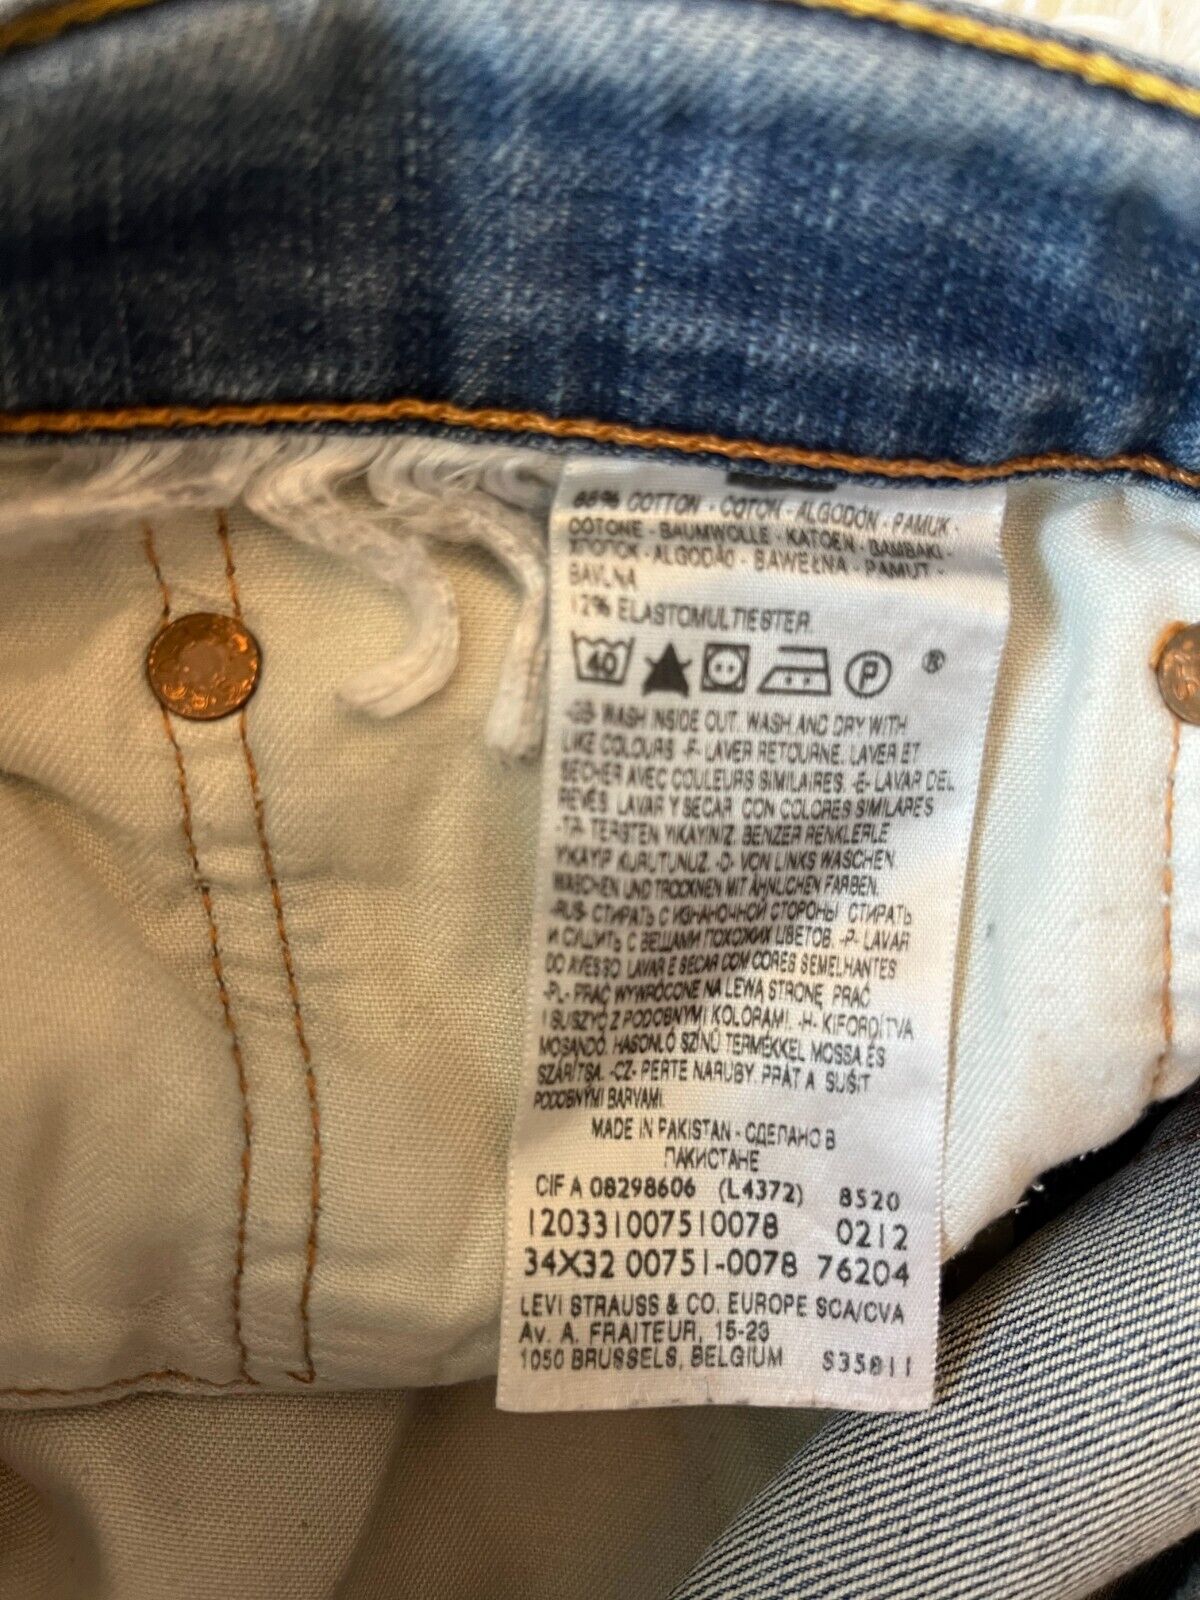 88% COTTON - COTON - ALGODÓN - PAMUK -
COTONE - BAUMWOLLE - KATOEN - BAMBAKI -
ХЛОПОК - ALGODÃO - BAWEŁNA - PAMUT -
BAVLNA
12% ELASTOMULTIESTER
40 P ®
-GB- WASH INSIDE OUT. WASH AND DRY WITH
LIKE COLOURS -F- LAVER RETOURNE. LAVER ET
SECHER AVEC COULEURS SIMILAIRES. -E- LAVAR DEL
REVÉS. LAVAR Y SECAR CON COLORES SIMILARES
-TR- TERSTEN YIKAYINIZ. BENZER RENKLERLE
YIKAYIP KURUTUNUZ. -D- VON LINKS WASCHEN.
WASCHEN UND TROCKNEN MIT ÄHNLICHEN FARBEN.
-RUS- СТИРАТЬ С ИЗНАНОЧНОЙ СТОРОНЫ. СТИРАТЬ
И СУШИТЬ С ВЕЩАМИ ПОХОЖИХ ЦВЕТОВ. -P- LAVAR
DO AVESSO. LAVAR E SECAR COM CORES SEMELHANTES
-PL- PRAĆ WYWRÓCONE NA LEWĄ STRONĘ. PRAĆ
I SUSZYĆ Z PODOBNYMI KOLORAMI. -H- KIFORDÍTVA
MOSANDÓ. HASONLÓ SZÍNŰ TERMÉKKEL MOSSA ÉS
SZÁRÍTSA. -CZ- PERTE NARUBY. PRÁT A SUŠIT
PODOBNÝMI BARVAMI.
MADE IN PAKISTAN - СДЕЛАНО В
ПАКИСТАНЕ
CIF A 08298606 (L4372) 8520
120331007510078 0212
34X32 00751-0078 76204
LEVI STRAUSS & CO. EUROPE SCA/CVA
AV. A. FRAITEUR, 15-23
1050 BRUSSELS, BELGIUM S35811